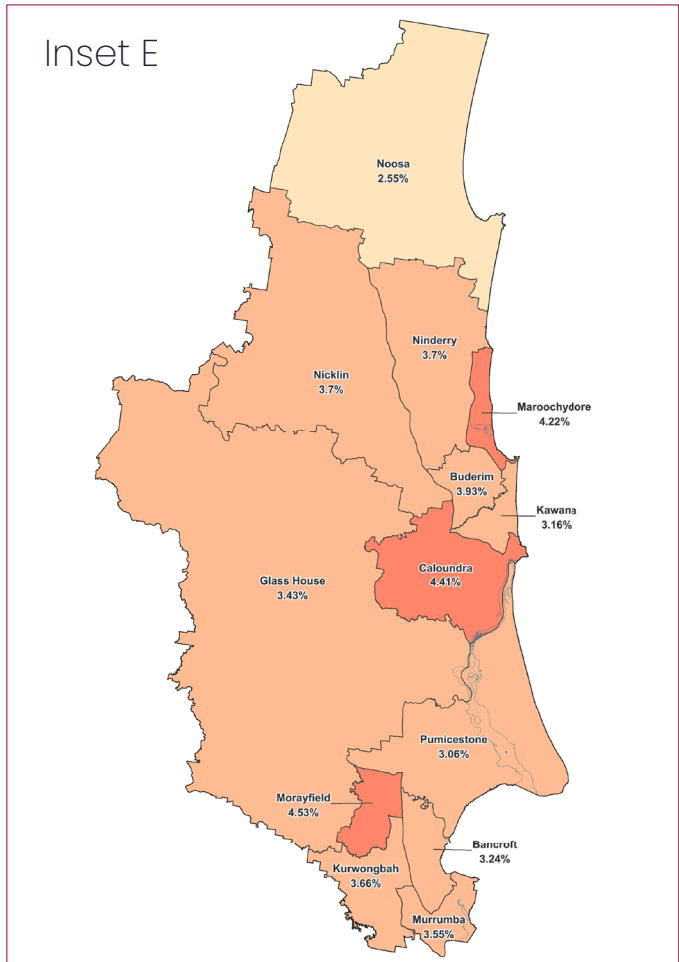 Inset E
Noosa
2.55%
Ninderry
3.7%
Nicklin
3.7%
Maroochydore
4.22%
Buderim
3.93%
Kawana
3.16%
Caloundra
4.41%
Glass House
3.43%
Pumicestone
3.06%
Morayfield
4.53%
Bancroft
3.24%
Kurwongbah
3.66%
Murrumba
3.55%